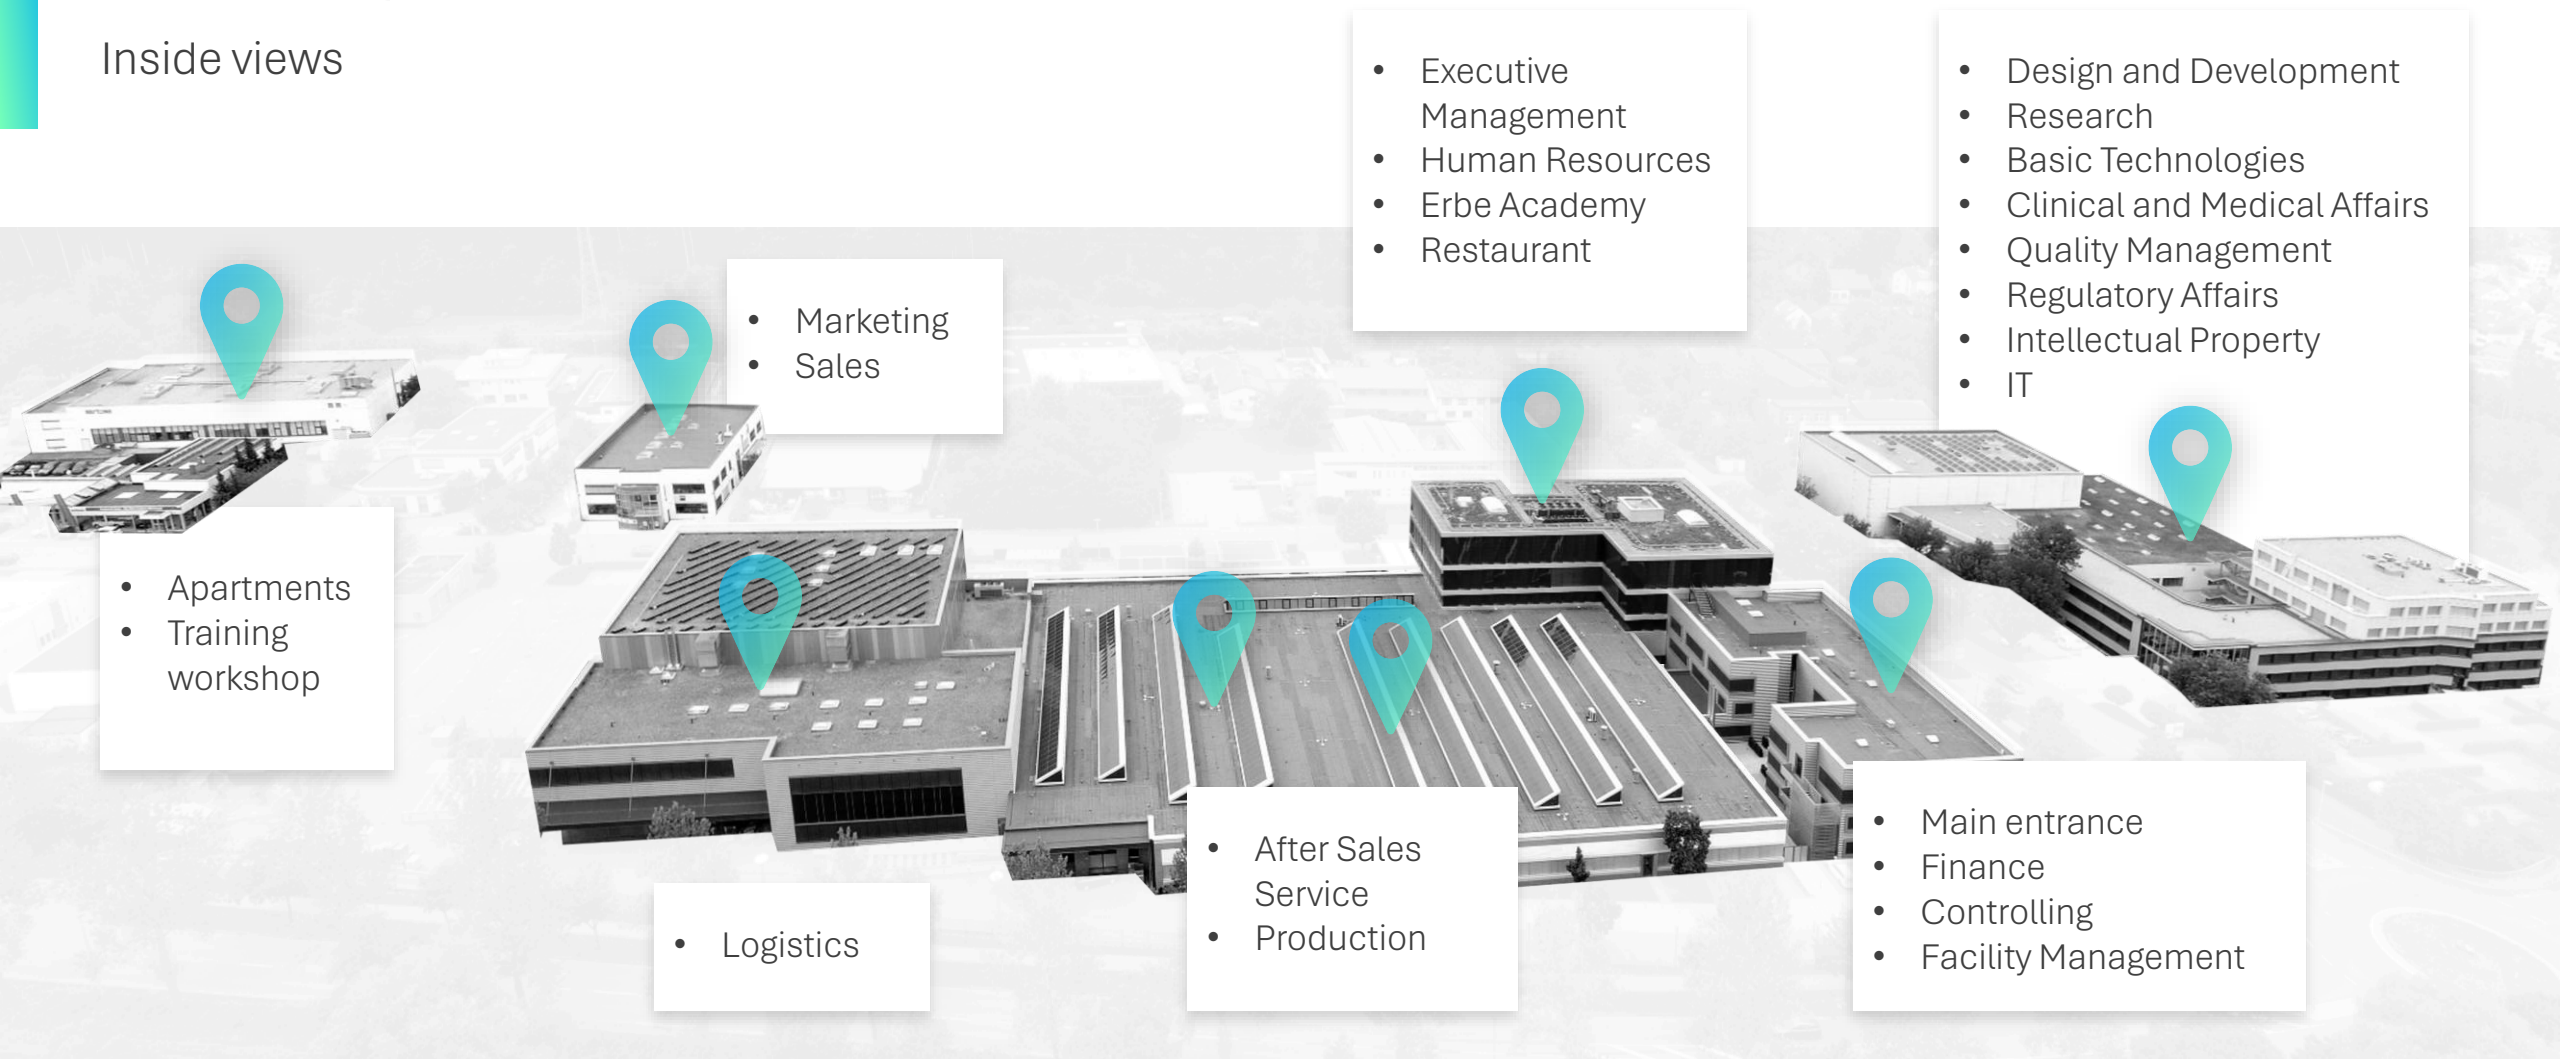 Inside views
• Executive
Management
• Human Resources
• Erbe Academy
• Restaurant
• Design and Development
• Research
• Basic Technologies
• Clinical and Medical Affairs
• Quality Management
• Regulatory Affairs
• Intellectual Property
• IT
• Marketing
• Sales
• Apartments
• Training
workshop
• Logistics
• After Sales
Service
• Production
• Main entrance
• Finance
• Controlling
• Facility Management